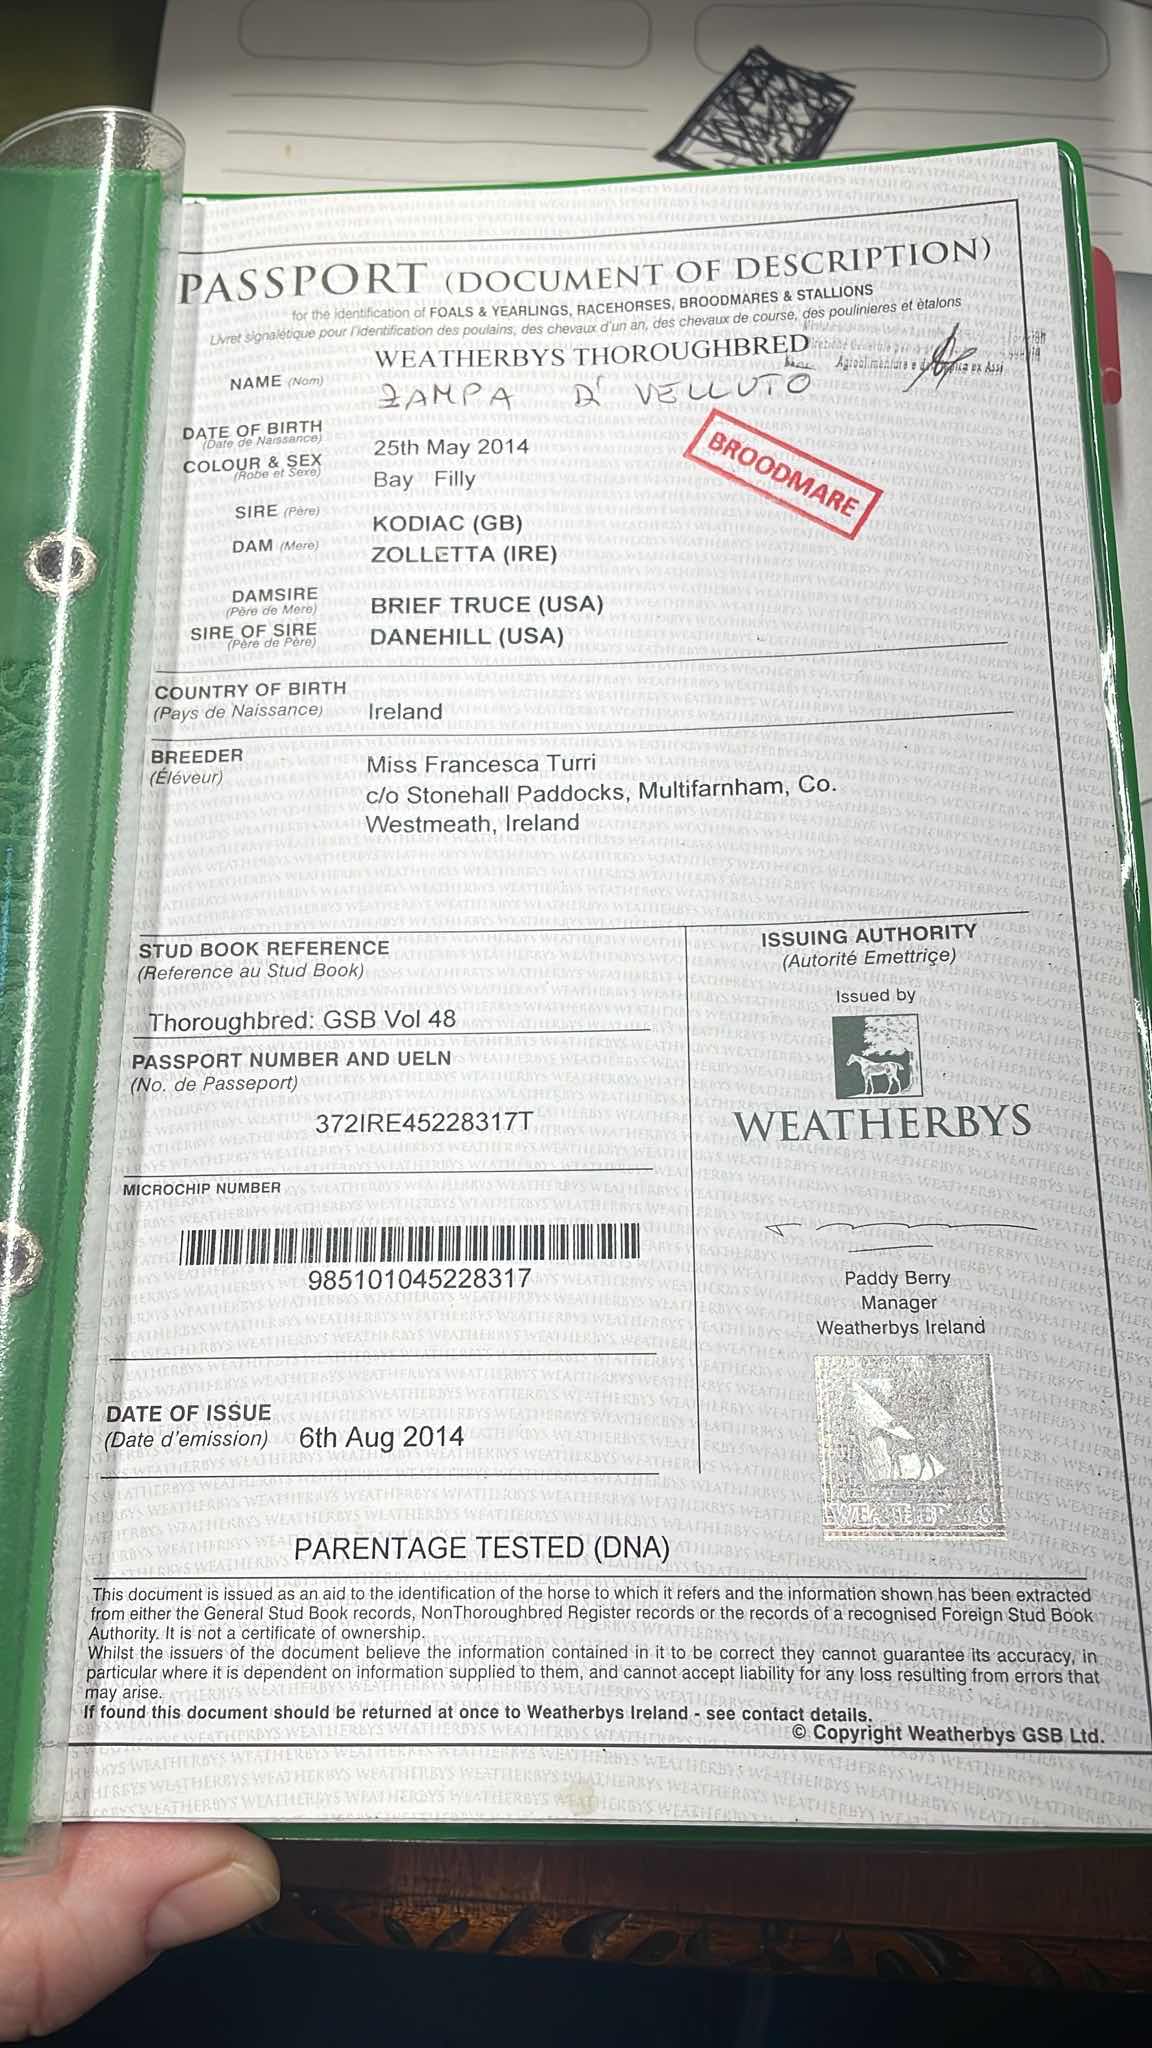 PASSPORT (DOCUMENT OF DESCRIPTION)
for the identification of FOALS & YEARLINGS, RACEHORSES, BROODMARES & STALLIONS
Livret signalétique pour l'identification des poulains, des chevaux d'un an, des chevaux de course, des poulinieres et ètalons
WEATHERBYS THOROUGHBRED
Agroalimentare e
ex Assi
NAME (Nom) ZAMPA DI VELLUTO
DATE OF BIRTH
(Date de Naissance) 25th May 2014
COLOUR & SEX
(Robe et Sexe) Bay Filly
BROODMARE
SIRE (Père) KODIAC (GB)
DAM (Mere) ZOLLETTA (IRE)
DAMSIRE
(Père de Mere) BRIEF TRUCE (USA)
SIRE OF SIRE
(Père de Père) DANEHILL (USA)
COUNTRY OF BIRTH
(Pays de Naissance) Ireland
BREEDER
(Éléveur)
Miss Francesca Turri
c/o Stonehall Paddocks, Multifarnham, Co.
Westmeath, Ireland
STUD BOOK REFERENCE
(Reference au Stud Book)
Thoroughbred: GSB Vol 48
PASSPORT NUMBER AND UELN
(No. de Passeport)
372IRE45228317T
MICROCHIP NUMBER
985101045228317
DATE OF ISSUE
(Date d'emission) 6th Aug 2014
ISSUING AUTHORITY
(Autorité Emettriçe)
Issued by
WEATHERBYS
Paddy Berry
Manager
Weatherbys Ireland
PARENTAGE TESTED (DNA)
This document is issued as an aid to the identification of the horse to which it refers and the information shown has been extracted
from either the General Stud Book records, NonThoroughbred Register records or the records of a recognised Foreign Stud Book
Authority. It is not a certificate of ownership.
Whilst the issuers of the document believe the information contained in it to be correct they cannot guarantee its accuracy, in
particular where it is dependent on information supplied to them, and cannot accept liability for any loss resulting from errors that
may arise.
If found this document should be returned at once to Weatherbys Ireland - see contact details.
© Copyright Weatherbys GSB Ltd.